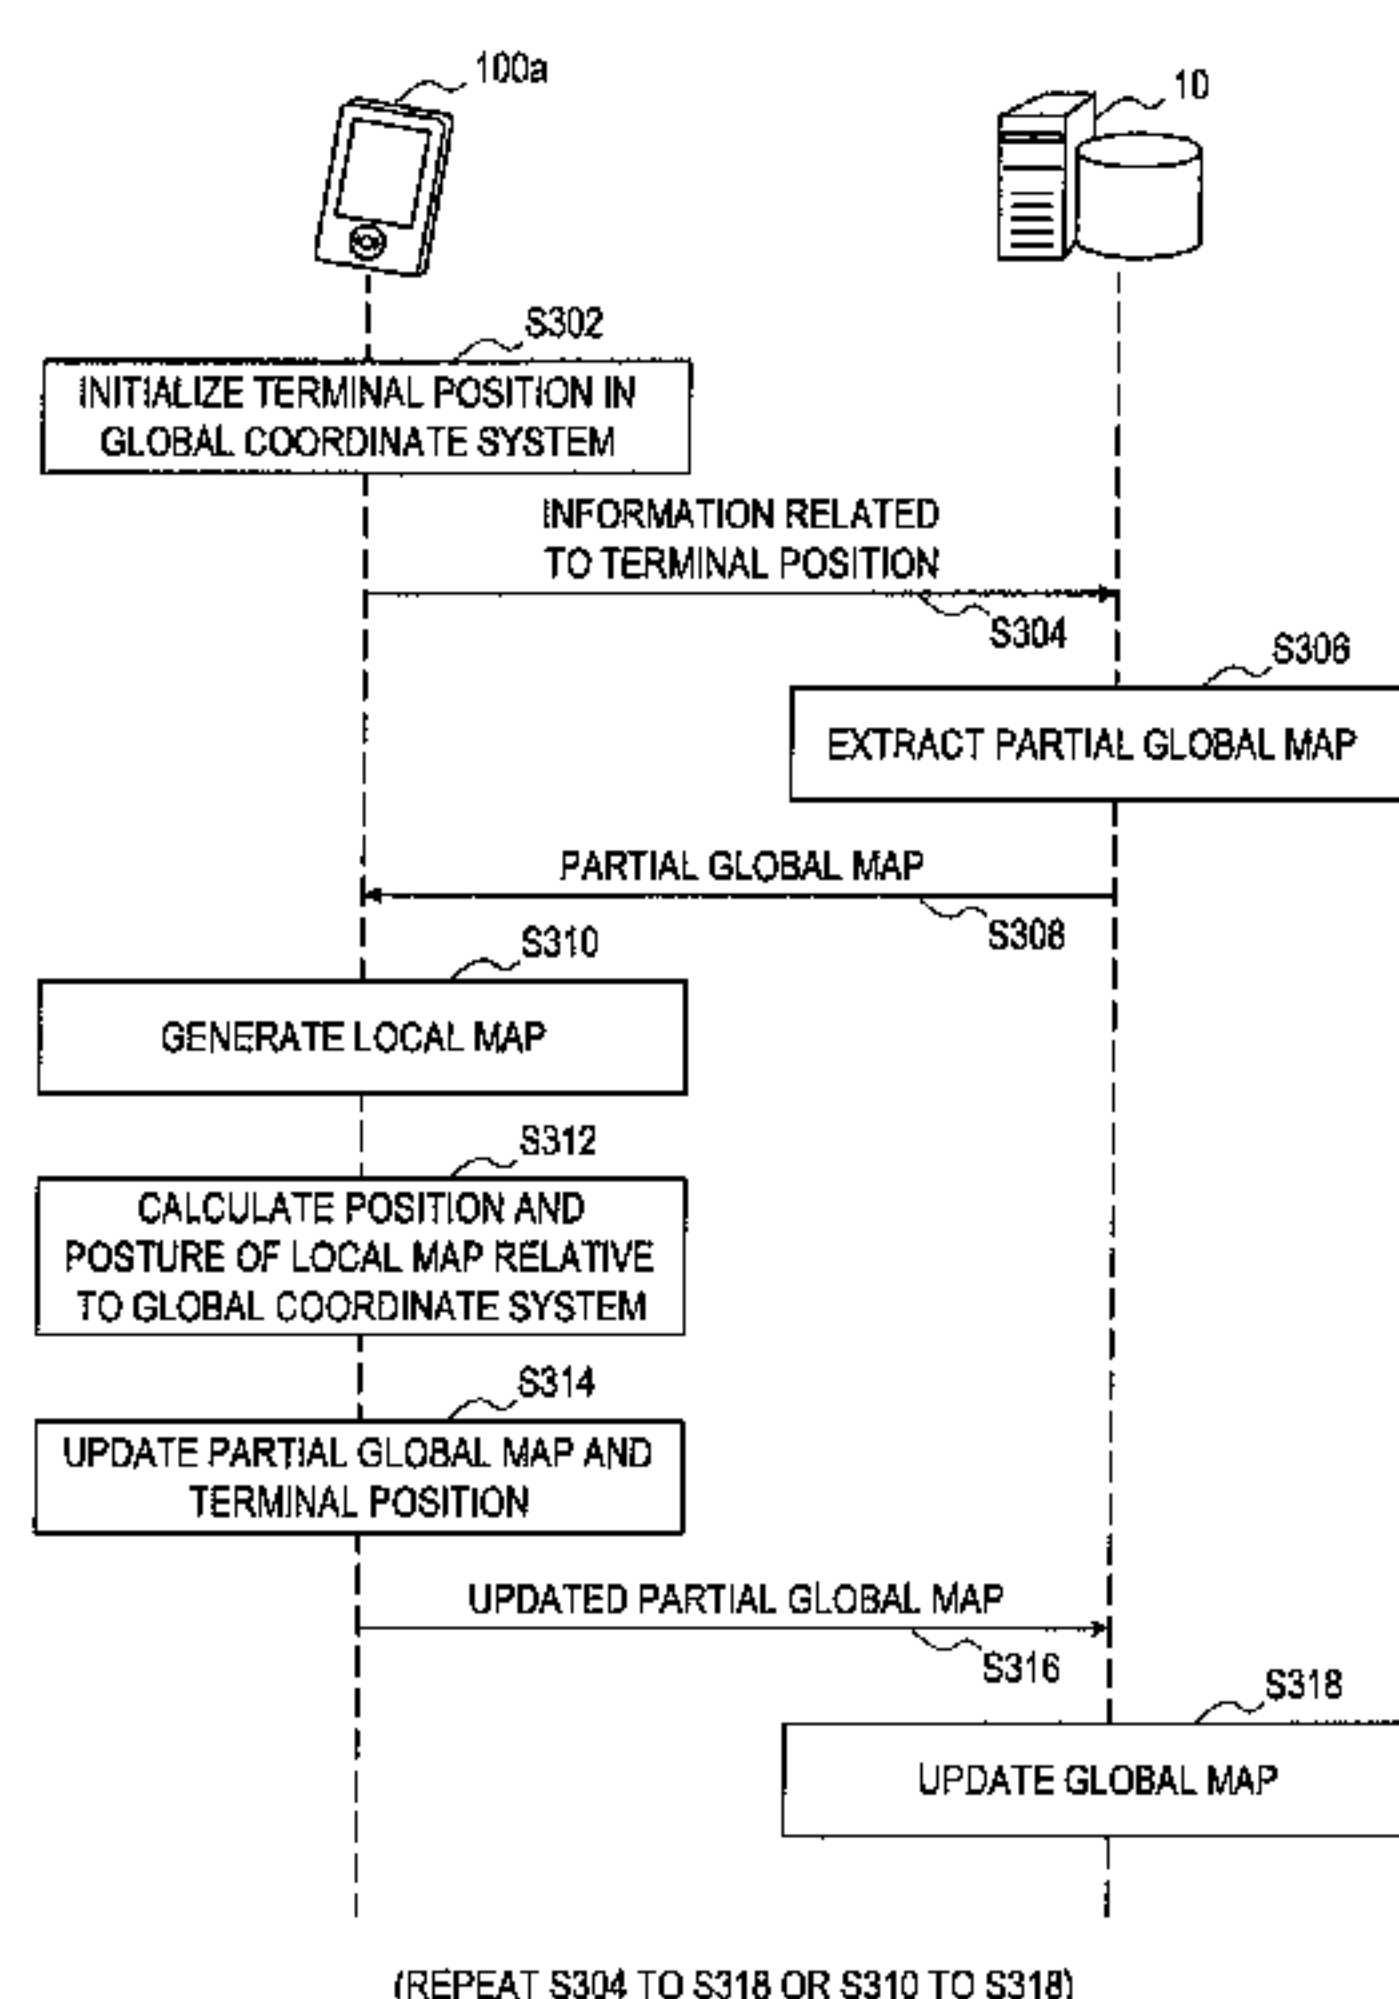 100a
10
S302
INITIALIZE TERMINAL POSITION IN
GLOBAL COORDINATE SYSTEM
INFORMATION RELATED
TO TERMINAL POSITION
S304
S306
EXTRACT PARTIAL GLOBAL MAP
PARTIAL GLOBAL MAP
S308
S310
GENERATE LOCAL MAP
S312
CALCULATE POSITION AND
POSTURE OF LOCAL MAP RELATIVE
TO GLOBAL COORDINATE SYSTEM
S314
UPDATE PARTIAL GLOBAL MAP AND
TERMINAL POSITION
UPDATED PARTIAL GLOBAL MAP
S316
S318
UPDATE GLOBAL MAP
(REPEAT S304 TO S318 OR S310 TO S318)